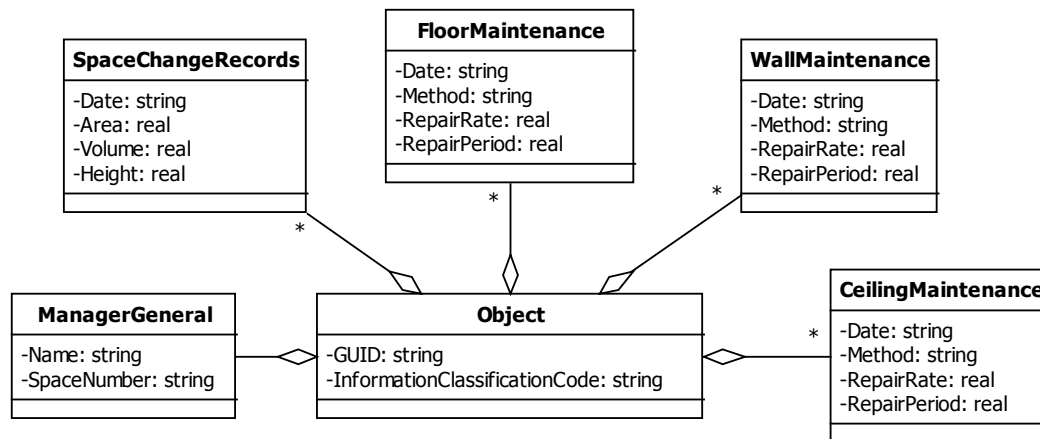 FloorMaintenance
-Date: string
-Method: string
-RepairRate: real
-RepairPeriod: real
SpaceChangeRecords
-Date: string
-Area: real
-Volume: real
-Height: real
WallMaintenance
-Date: string
-Method: string
-RepairRate: real
-RepairPeriod: real
*
*
*
ManagerGeneral
-Name: string
-SpaceNumber: string
Object
-GUID: string
-InformationClassificationCode: string
*
CeilingMaintenance
-Date: string
-Method: string
-RepairRate: real
-RepairPeriod: real